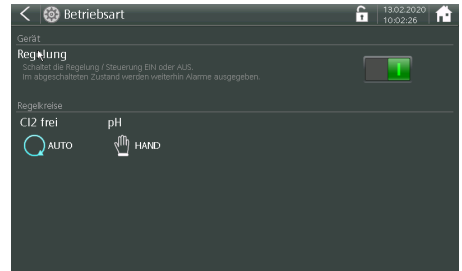 Betriebsart
13.02.2020
10:02:26
Gerät
Regelung
Schaltet die Regelung / Steuerung EIN oder AUS.
Im abgeschalteten Zustand werden weiterhin Alarme ausgegeben.
Regelkreise
Cl2 frei pH
AUTO HAND